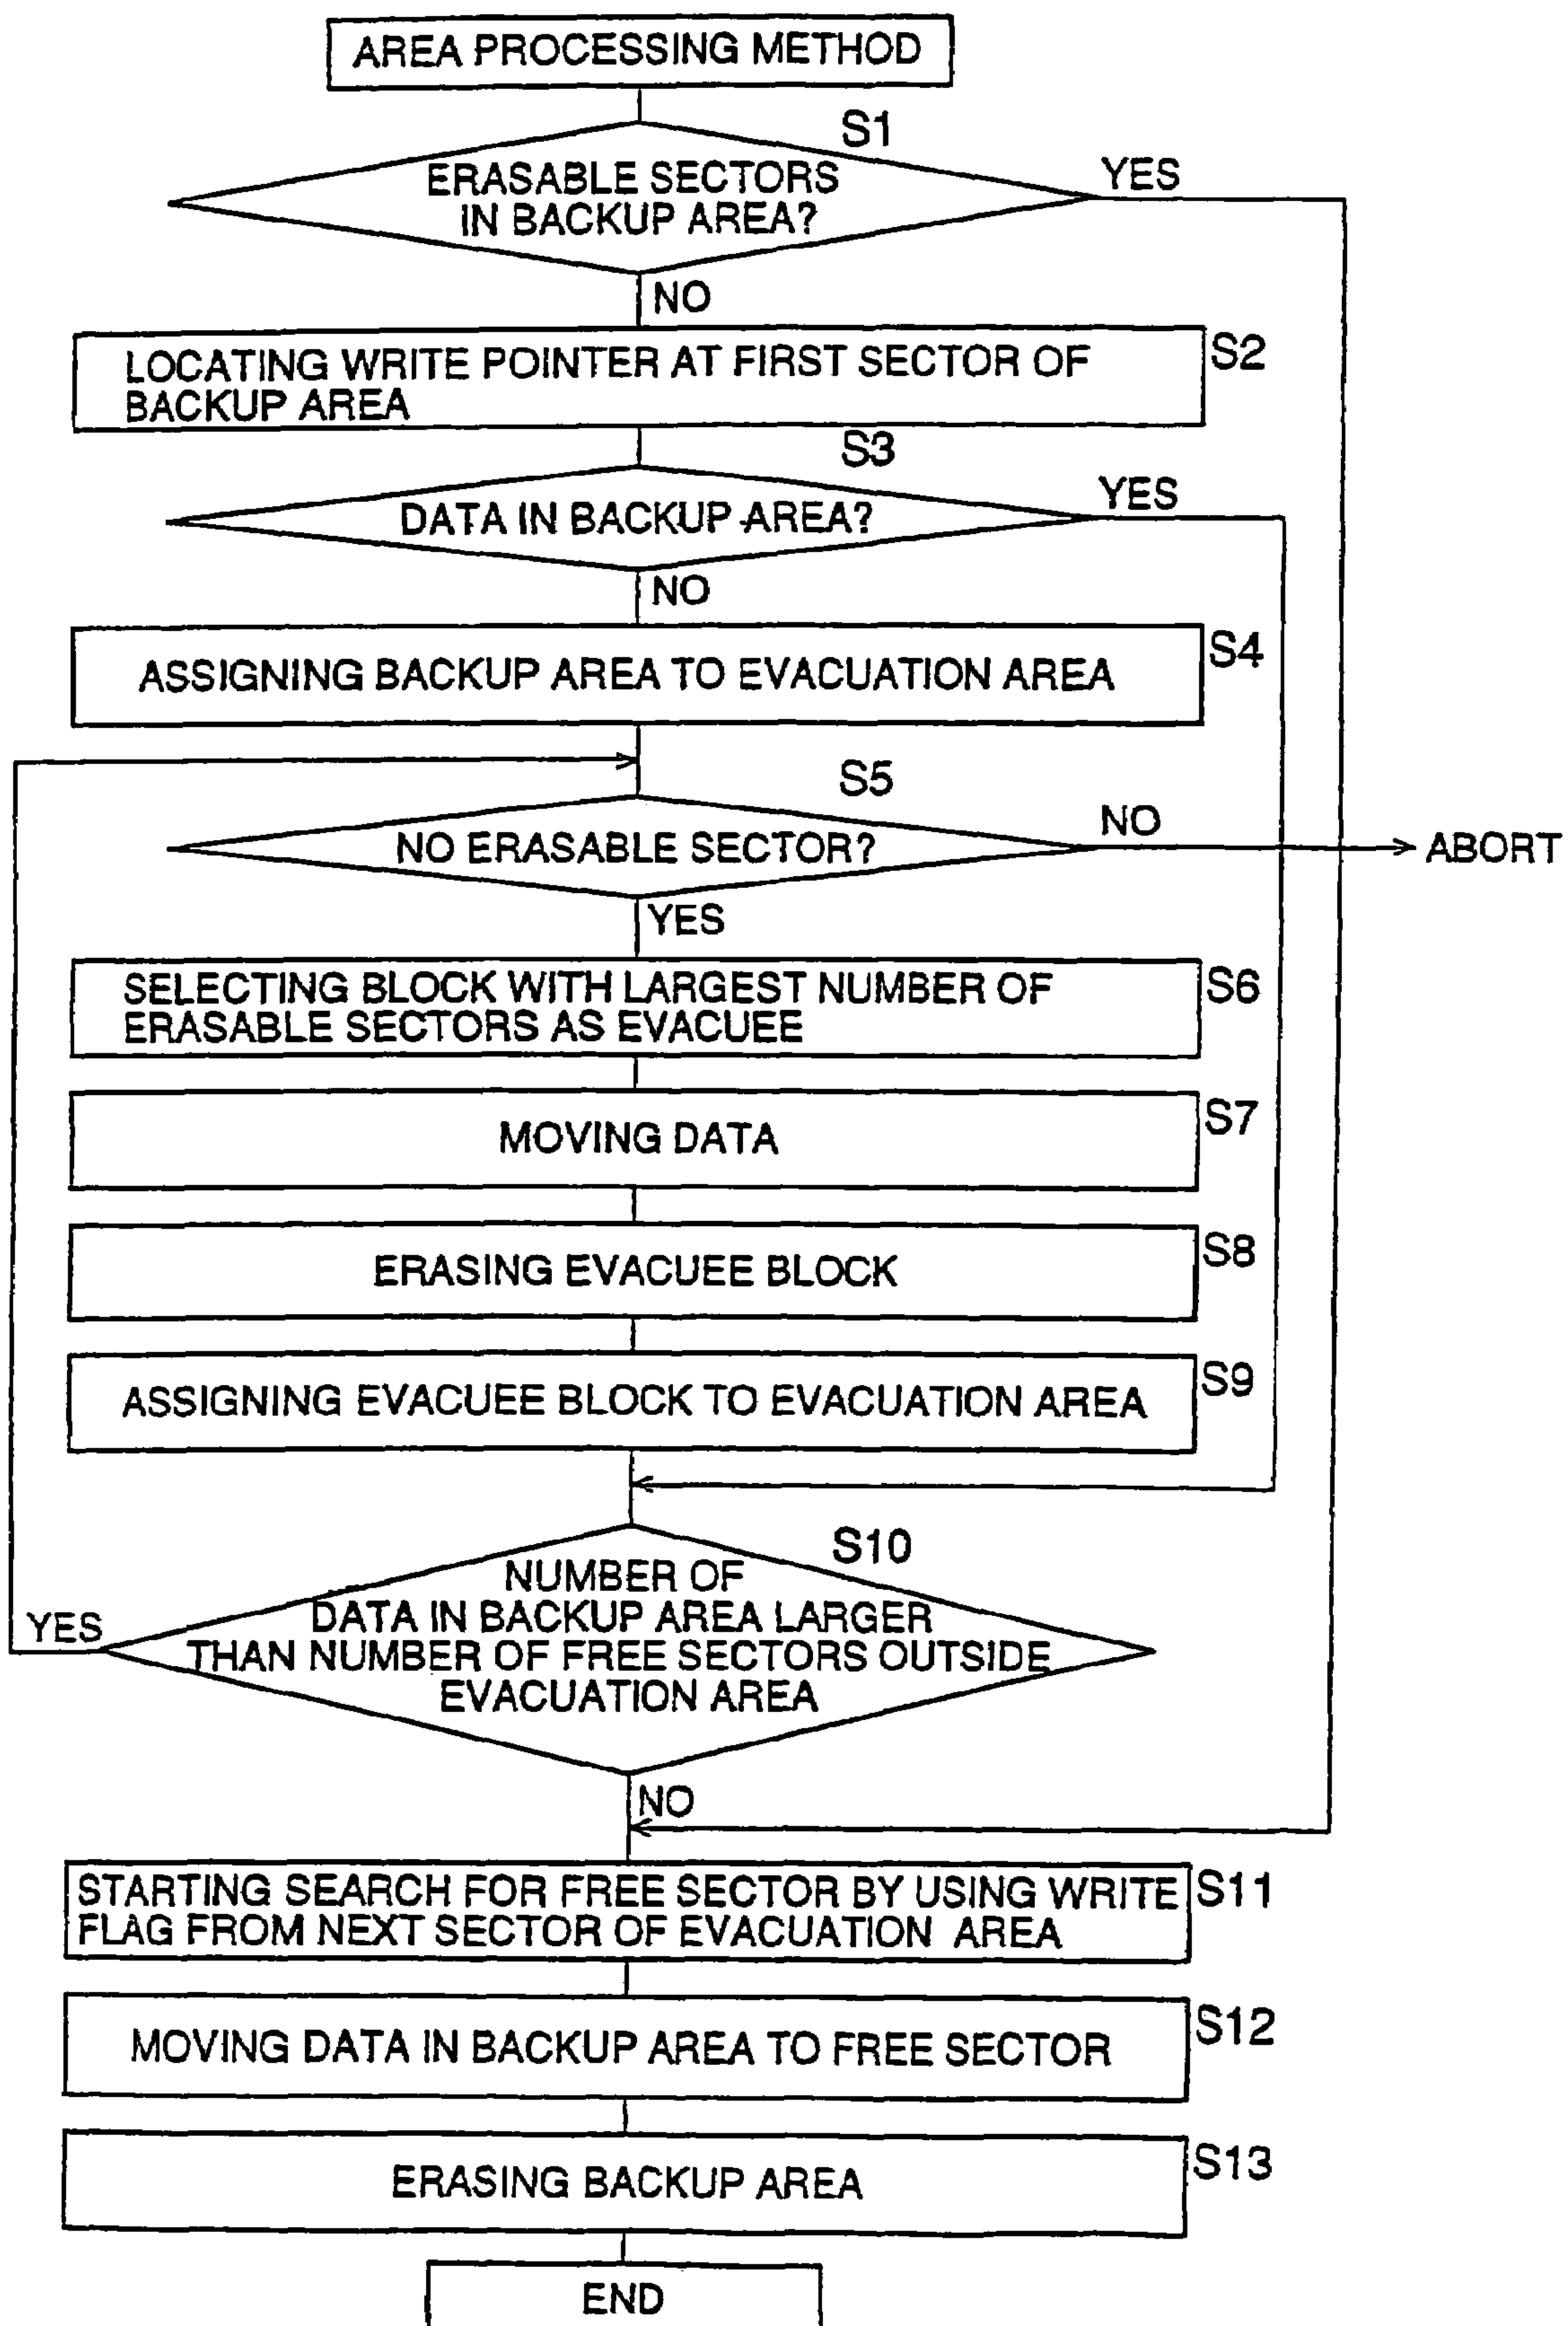 AREA PROCESSING METHOD
S1
ERASABLE SECTORS
IN BACKUP AREA?
YES
NO
LOCATING WRITE POINTER AT FIRST SECTOR OF
BACKUP AREA
S2
S3
DATA IN BACKUP AREA?
YES
NO
ASSIGNING BACKUP AREA TO EVACUATION AREA
S4
S5
NO ERASABLE SECTOR?
NO
ABORT
YES
SELECTING BLOCK WITH LARGEST NUMBER OF
ERASABLE SECTORS AS EVACUEE
S6
MOVING DATA
S7
ERASING EVACUEE BLOCK
S8
ASSIGNING EVACUEE BLOCK TO EVACUATION AREA
S9
S10
NUMBER OF
DATA IN BACKUP AREA LARGER
THAN NUMBER OF FREE SECTORS OUTSIDE
EVACUATION AREA
YES
NO
STARTING SEARCH FOR FREE SECTOR BY USING WRITE
FLAG FROM NEXT SECTOR OF EVACUATION AREA
S11
MOVING DATA IN BACKUP AREA TO FREE SECTOR
S12
ERASING BACKUP AREA
S13
END